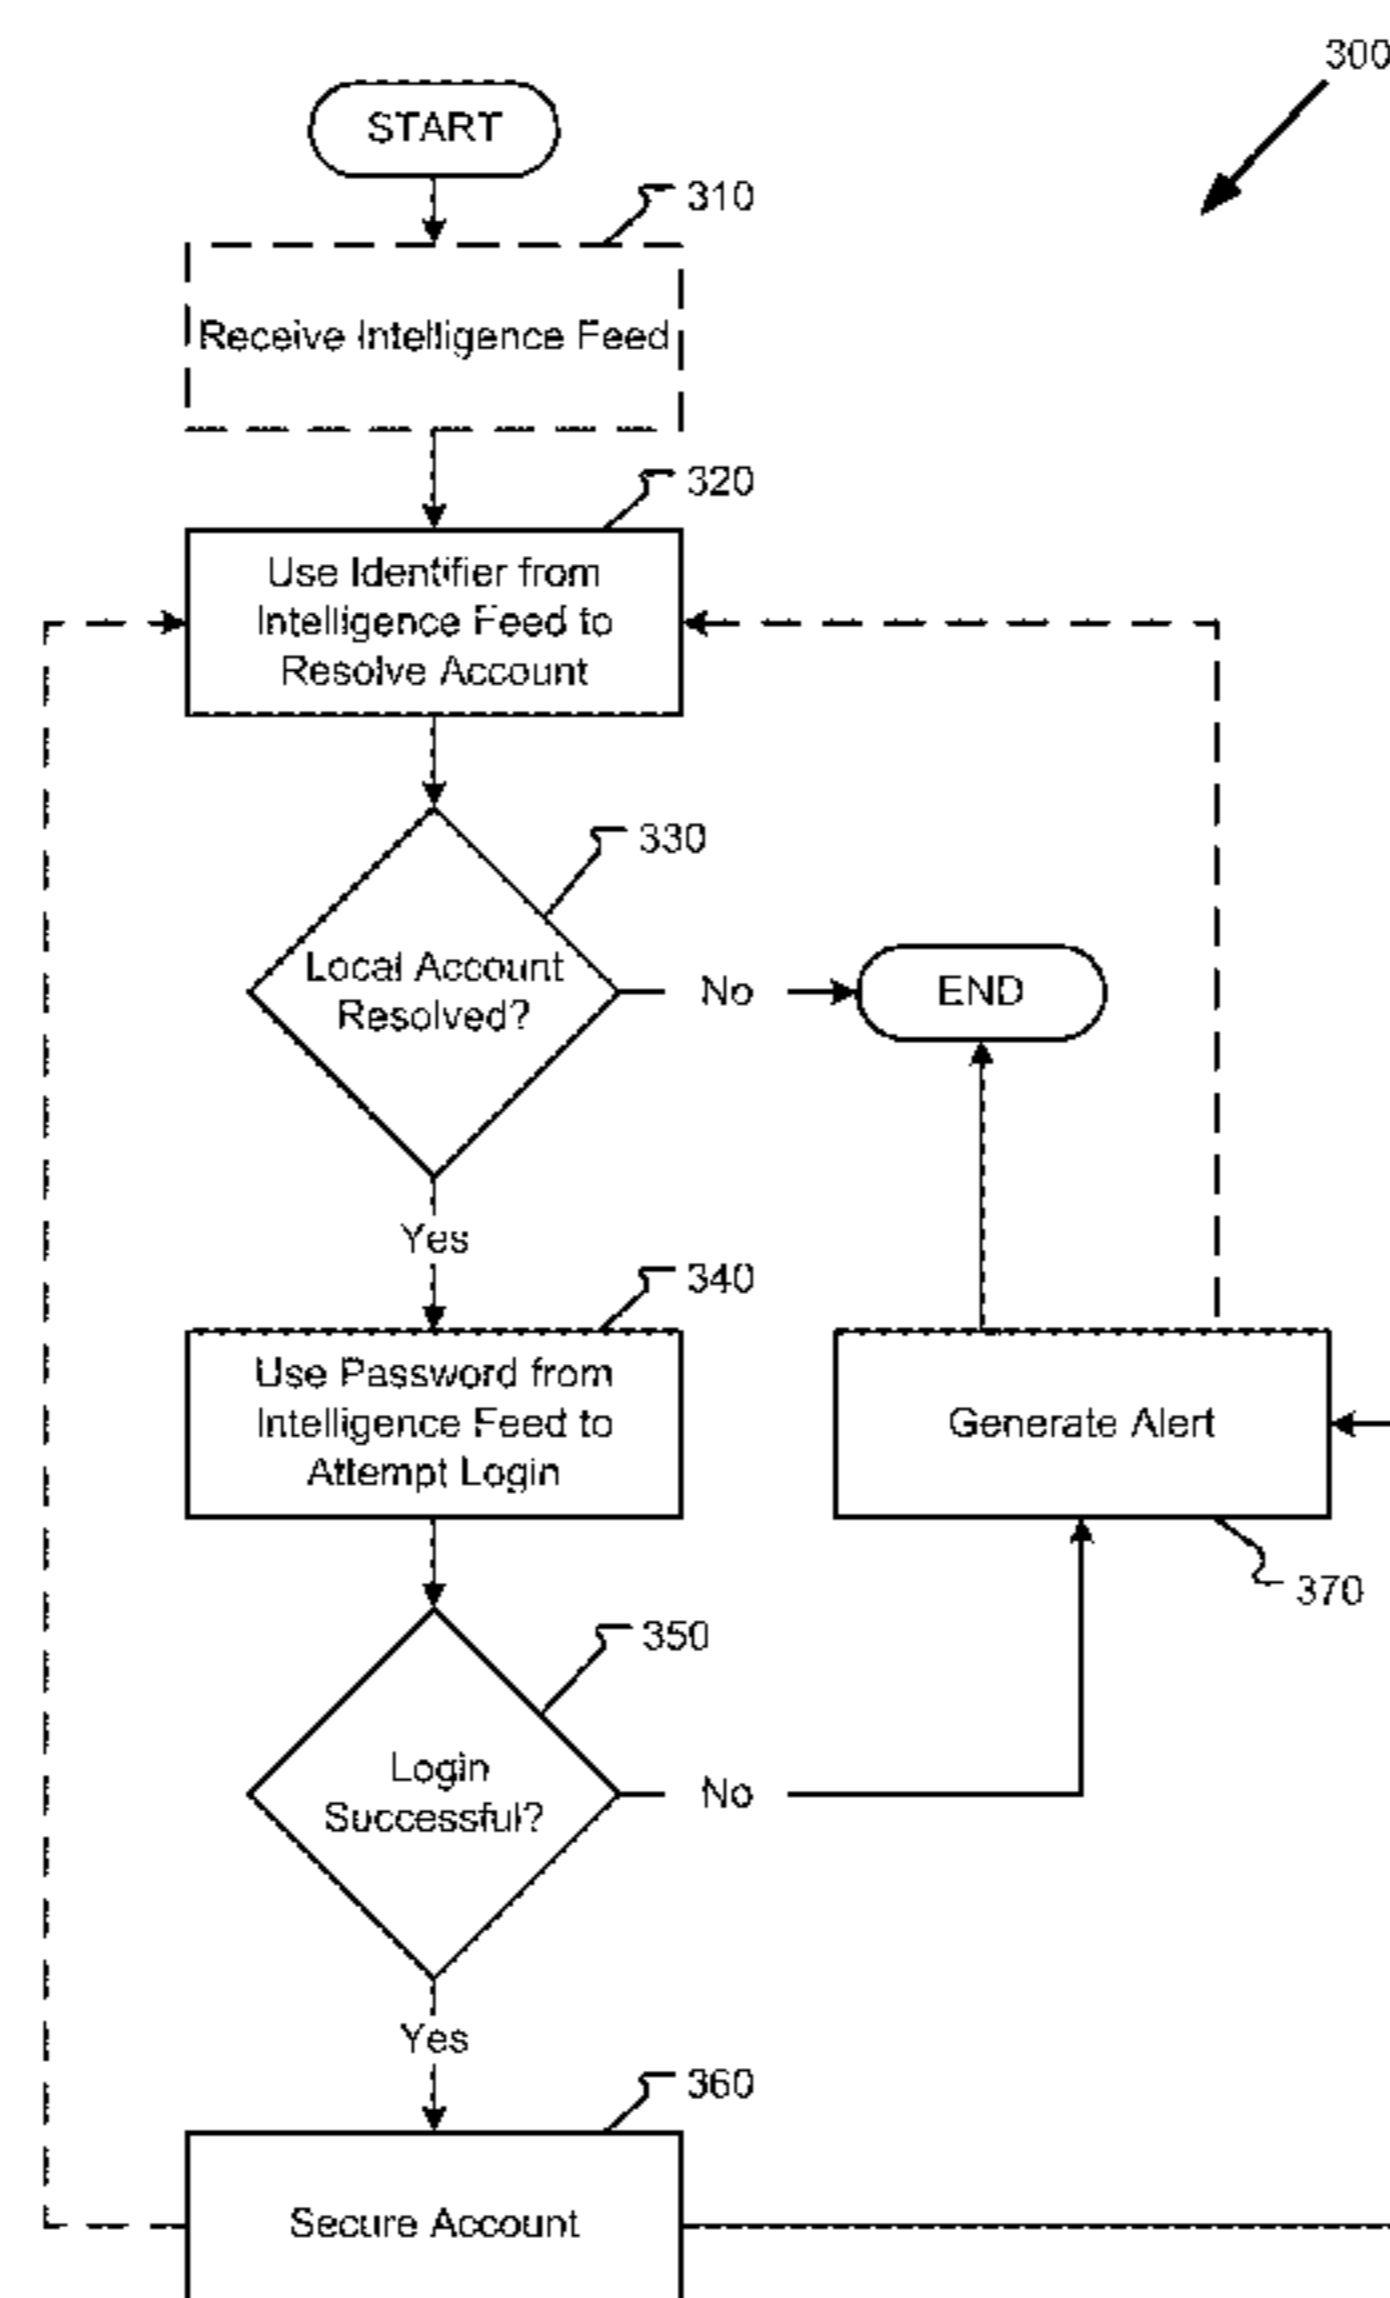 300
START
310
Receive Intelligence Feed
320
Use Identifier from
Intelligence Feed to
Resolve Account
330
Local Account
Resolved?
No
END
Yes
340
Use Password from
Intelligence Feed to
Attempt Login
Generate Alert
370
350
Login
Successful?
No
Yes
360
Secure Account